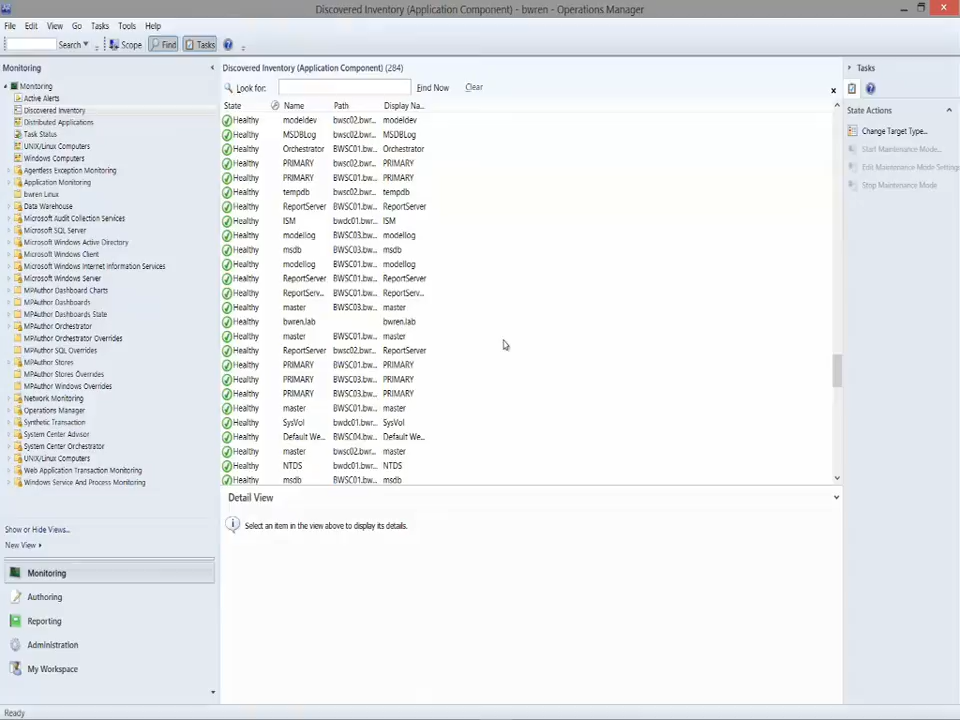 Discovered Inventory (Application Component) - bwren - Operations Manager
File Edit View Go Tasks Tools Help
Search Scope Find Tasks
Monitoring
Monitoring
Active Alerts
Discovered Inventory
Distributed Applications
Task Status
UNIX/Linux Computers
Windows Computers
Agentless Exception Monitoring
Application Monitoring
bwren Linux
Data Warehouse
Microsoft Audit Collection Services
Microsoft SQL Server
Microsoft Windows Active Directory
Microsoft Windows Client
Microsoft Windows Internet Information Services
Microsoft Windows Server
MPAuthor Dashboard Charts
MPAuthor Dashboards
MPAuthor Dashboards State
MPAuthor Orchestrator
MPAuthor Orchestrator Overrides
MPAuthor SQL Overrides
MPAuthor Stores
MPAuthor Stores Overrides
MPAuthor Windows Overrides
Network Monitoring
Operations Manager
Synthetic Transaction
System Center Advisor
System Center Orchestrator
UNIX/Linux Computers
Web Application Transaction Monitoring
Windows Service And Process Monitoring
Show or Hide Views...
New View
Monitoring
Authoring
Reporting
Administration
My Workspace
Discovered Inventory (Application Component) (284)
Look for: Find Now Clear x
State Name Path Display Na...
Healthy modeldev bwsc02.bwr... modeldev
Healthy MSDBLog bwsc02.bwr... MSDBLog
Healthy Orchestrator BWSC01.bw... Orchestrator
Healthy PRIMARY bwsc02.bwr... PRIMARY
Healthy PRIMARY BWSC01.bw... PRIMARY
Healthy tempdb bwsc02.bwr... tempdb
Healthy ReportServer BWSC01.bw... ReportServer
Healthy ISM bwdc01.bw... ISM
Healthy modellog BWSC03.bw... modellog
Healthy msdb BWSC03.bw... msdb
Healthy modellog BWSC01.bw... modellog
Healthy ReportServer BWSC01.bw... ReportServer
Healthy ReportServ... BWSC01.bw... ReportServ...
Healthy master BWSC03.bw... master
Healthy bwren.lab bwren.lab
Healthy master BWSC01.bw... master
Healthy ReportServer bwsc02.bwr... ReportServer
Healthy PRIMARY BWSC01.bw... PRIMARY
Healthy PRIMARY BWSC03.bw... PRIMARY
Healthy PRIMARY BWSC03.bw... PRIMARY
Healthy master BWSC01.bw... master
Healthy SysVol bwdc01.bw... SysVol
Healthy Default We... BWSC04.bw... Default We...
Healthy master bwsc02.bwr... master
Healthy NTDS bwdc01.bw... NTDS
Healthy msdb BWSC01.bw... msdb
Detail View
Select an item in the view above to display its details.
Tasks
State Actions
Change Target Type...
Start Maintenance Mode...
Edit Maintenance Mode Settings
Stop Maintenance Mode
Ready